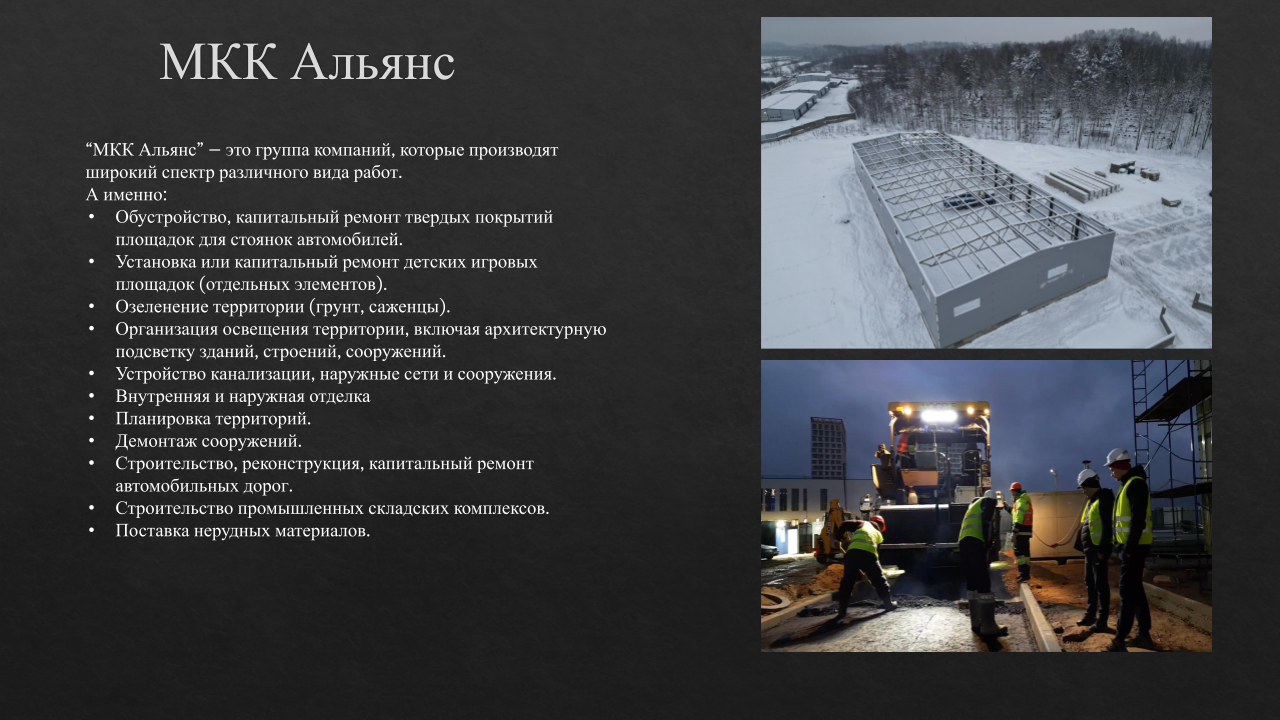 МКК Альянс
“МКК Альянс” – это группа компаний, которые производят
широкий спектр различного вида работ.
А именно:
• Обустройство, капитальный ремонт твердых покрытий
площадок для стоянок автомобилей.
• Установка или капитальный ремонт детских игровых
площадок (отдельных элементов).
• Озеленение территории (грунт, саженцы).
• Организация освещения территории, включая архитектурную
подсветку зданий, строений, сооружений.
• Устройство канализации, наружные сети и сооружения.
• Внутренняя и наружная отделка
• Планировка территорий.
• Демонтаж сооружений.
• Строительство, реконструкция, капитальный ремонт
автомобильных дорог.
• Строительство промышленных складских комплексов.
• Поставка нерудных материалов.